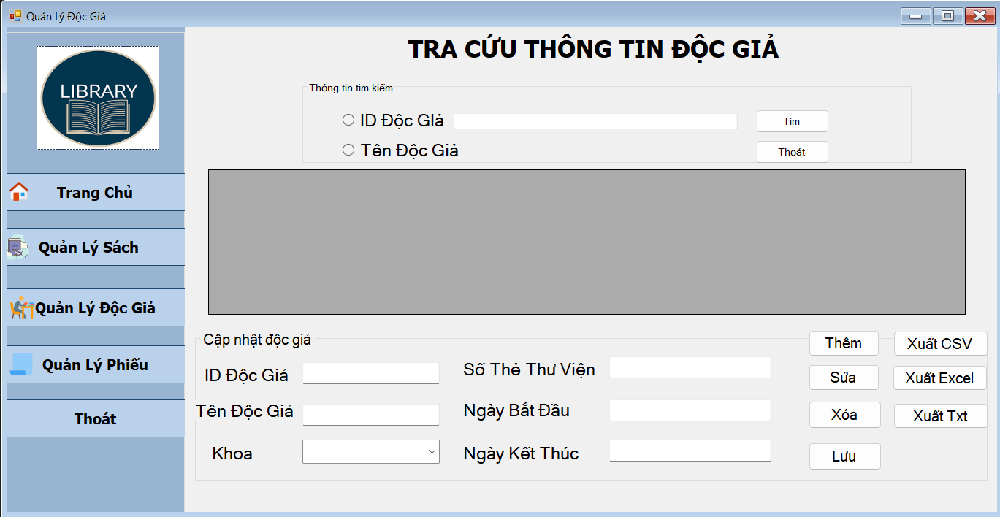 Quản Lý Độc Giả
LIBRARY
Trang Chủ
Quản Lý Sách
Quản Lý Độc Giả
Quản Lý Phiếu
Thoát
TRA CỨU THÔNG TIN ĐỘC GIẢ
Thông tin tìm kiếm
ID Độc GIả
Tìm
Tên Độc Giả
Thoát
Cập nhật độc giả
ID Độc Giả
Số Thẻ Thư Viện
Tên Độc Giả
Ngày Bắt Đầu
Khoa
Ngày Kết Thúc
Thêm
Xuất CSV
Sửa
Xuất Excel
Xóa
Xuất Txt
Lưu